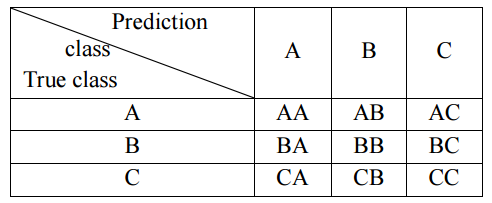 Prediction
class
True class
A B C
A AA AB AC
B BA BB BC
C CA CB CC